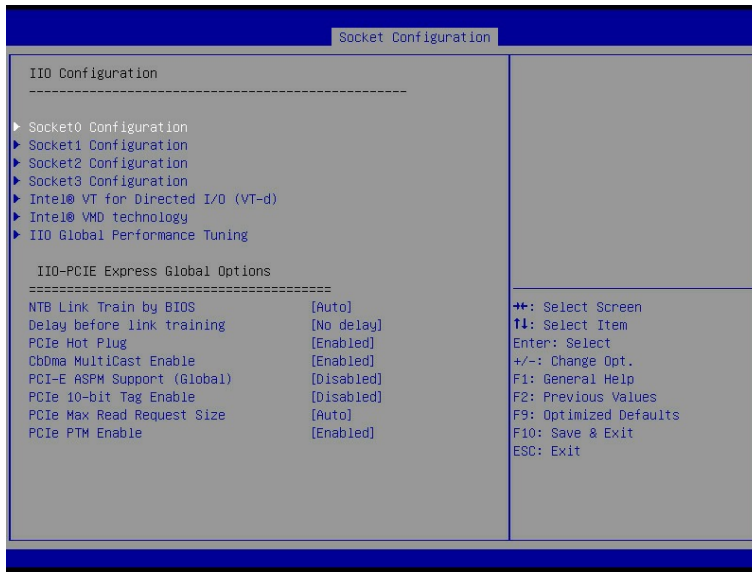 Socket Configuration
IIO Configuration
------------------------------------------------
Socket0 Configuration
Socket1 Configuration
Socket2 Configuration
Socket3 Configuration
Intel® VT for Directed I/O (VT-d)
Intel® VMD technology
IIO Global Performance Tuning
IIO-PCIE Express Global Options
========================================
NTB Link Train by BIOS [Auto]
Delay before link training [No delay]
PCIe Hot Plug [Enabled]
CbDma MultiCast Enable [Enabled]
PCI-E ASPM Support (Global) [Disabled]
PCIe 10-bit Tag Enable [Disabled]
PCIe Max Read Request Size [Auto]
PCIe PTM Enable [Enabled]
→←: Select Screen
↑↓: Select Item
Enter: Select
+/-: Change Opt.
F1: General Help
F2: Previous Values
F9: Optimized Defaults
F10: Save & Exit
ESC: Exit